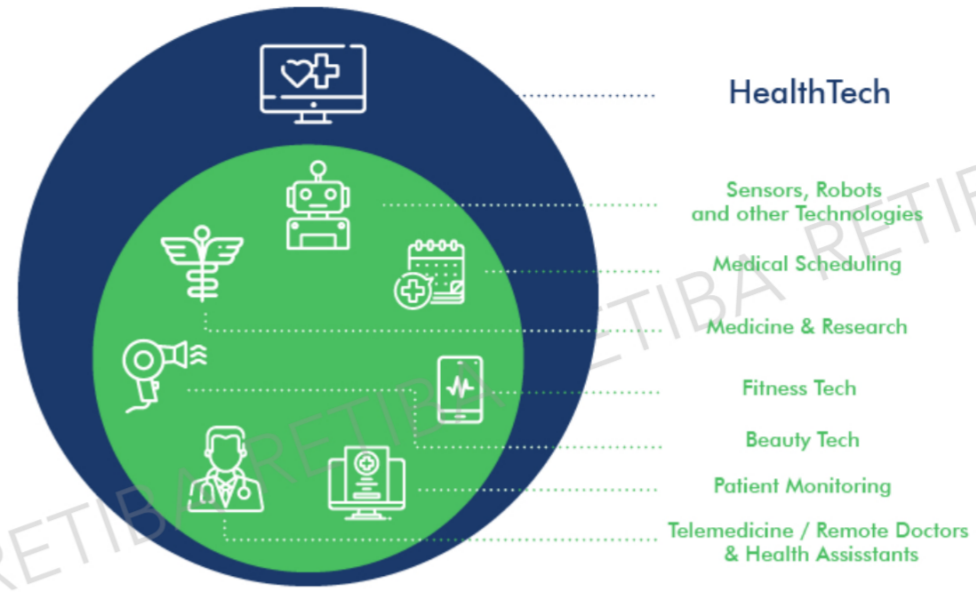 HealthTech
Sensors, Robots
and other Technologies
Medical Scheduling
Medicine & Research
Fitness Tech
Beauty Tech
Patient Monitoring
Telemedicine / Remote Doctors
& Health Assisstants
RETIBA RETIBA RETIBA RETIB